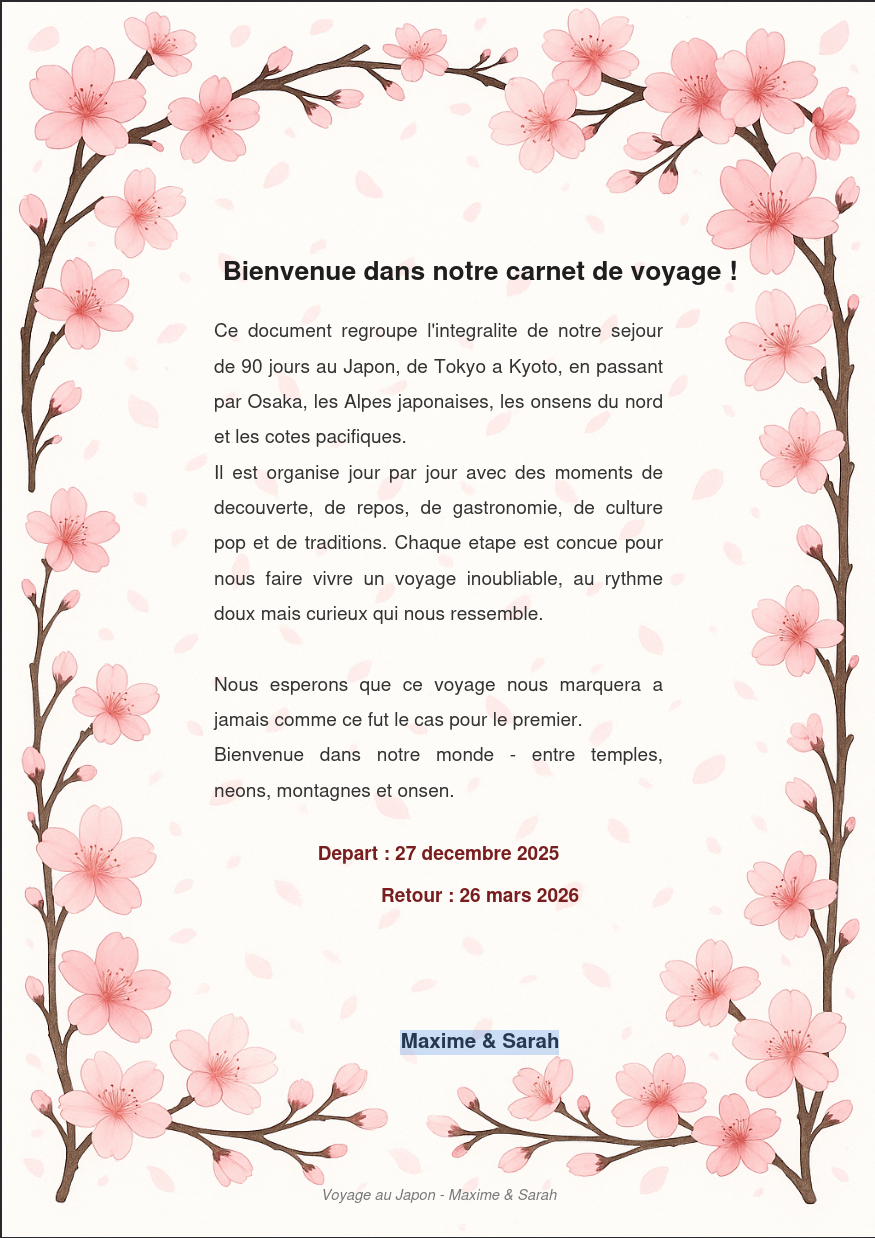 Bienvenue dans notre carnet de voyage !
Ce document regroupe l'integralite de notre sejour
de 90 jours au Japon, de Tokyo a Kyoto, en passant
par Osaka, les Alpes japonaises, les onsens du nord
et les cotes pacifiques.
Il est organise jour par jour avec des moments de
decouverte, de repos, de gastronomie, de culture
pop et de traditions. Chaque etape est concue pour
nous faire vivre un voyage inoubliable, au rythme
doux mais curieux qui nous ressemble.
Nous esperons que ce voyage nous marquera a
jamais comme ce fut le cas pour le premier.
Bienvenue dans notre monde - entre temples,
neons, montagnes et onsen.
Depart : 27 decembre 2025
Retour : 26 mars 2026
Maxime & Sarah
Voyage au Japon - Maxime & Sarah